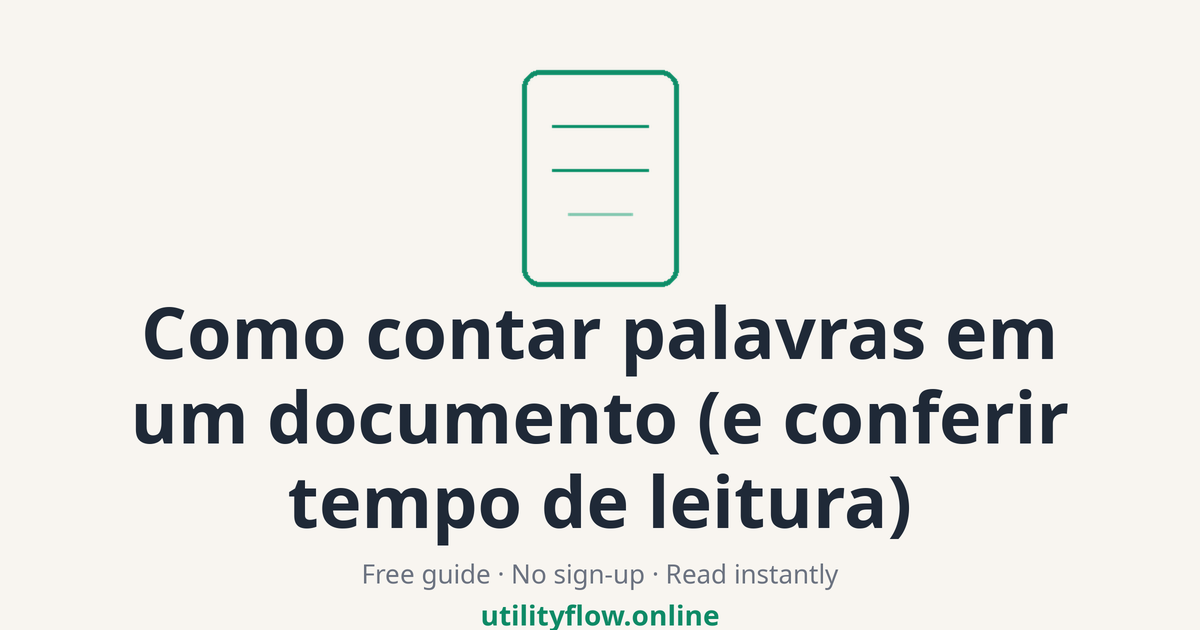 Como contar palavras em
um documento (e conferir
tempo de leitura)
Free guide · No sign-up · Read instantly
utilityflow.online